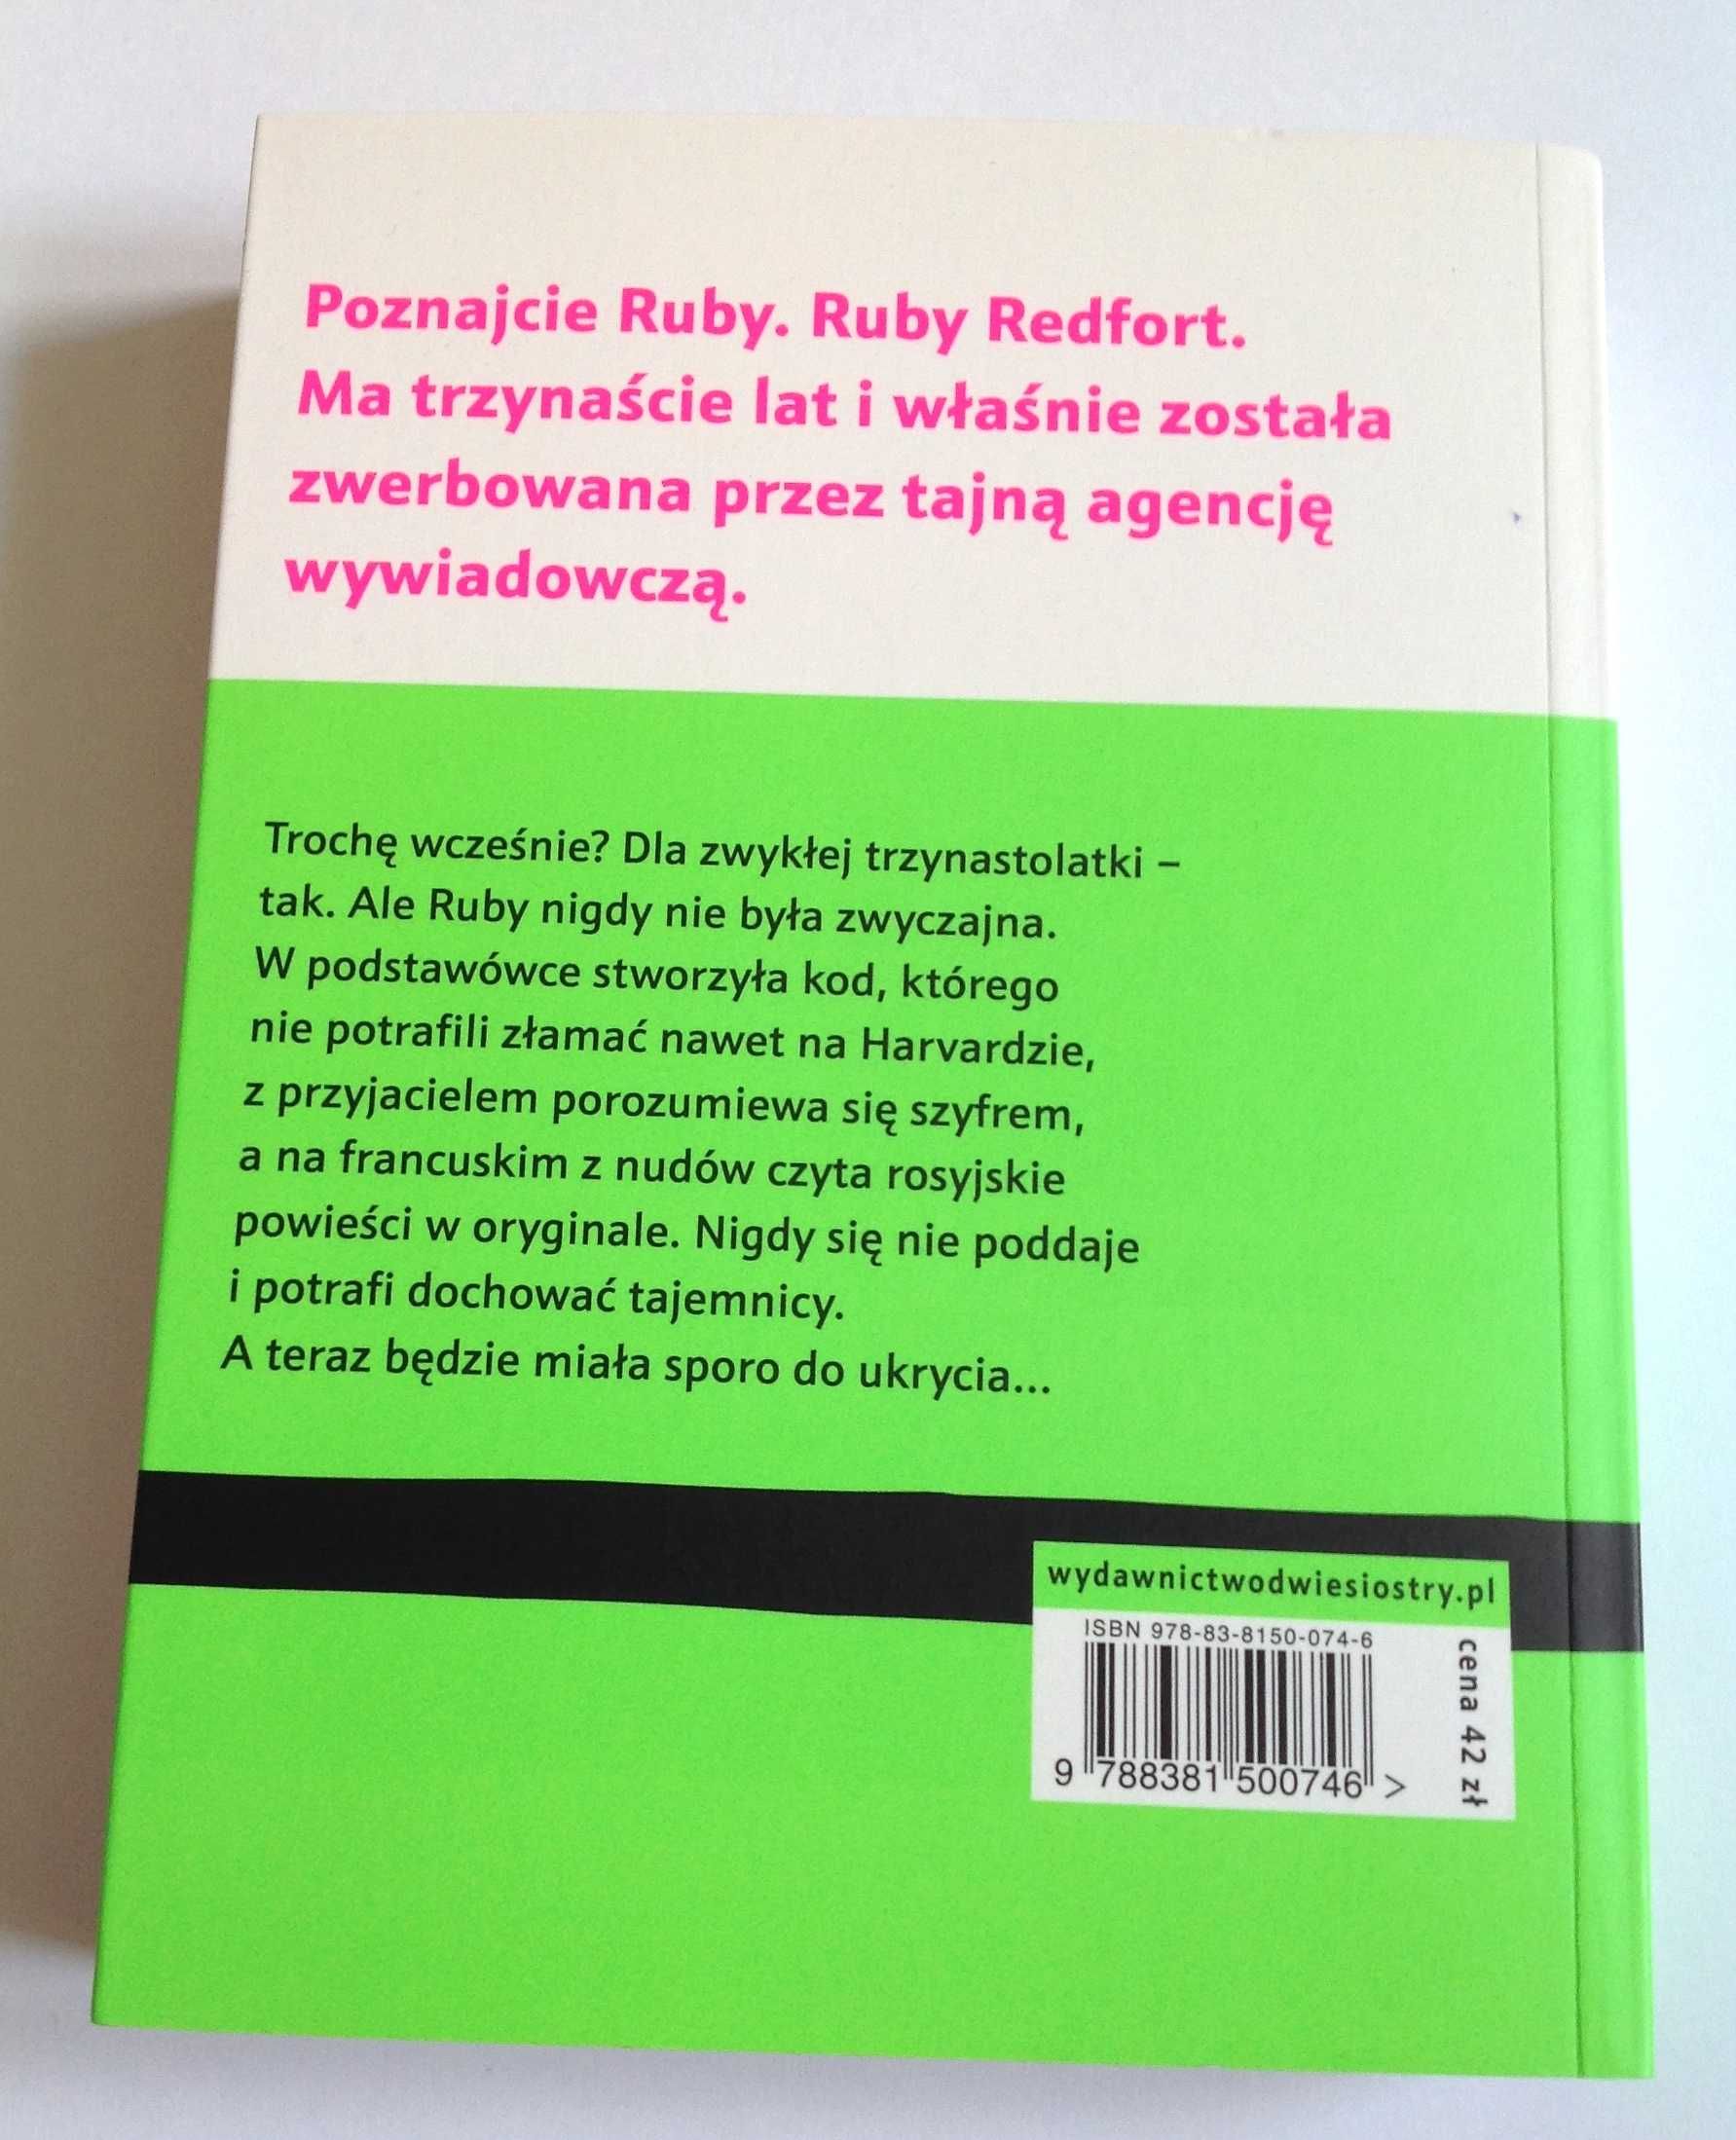 Poznajcie Ruby. Ruby Redfort.
Ma trzynaście lat i właśnie została
zwerbowana przez tajną agencję
wywiadowczą.
Trochę wcześnie? Dla zwykłej trzynastolatki –
tak. Ale Ruby nigdy nie była zwyczajna.
W podstawówce stworzyła kod, którego
nie potrafili złamać nawet na Harvardzie,
z przyjacielem porozumiewa się szyfrem,
a na francuskim z nudów czyta rosyjskie
powieści w oryginale. Nigdy się nie poddaje
i potrafi dochować tajemnicy.
A teraz będzie miała sporo do ukrycia...
wydawnictwodwiesiostry.pl
ISBN 978-83-8150-074-6
9 788381 500746 >
cena 42 zł